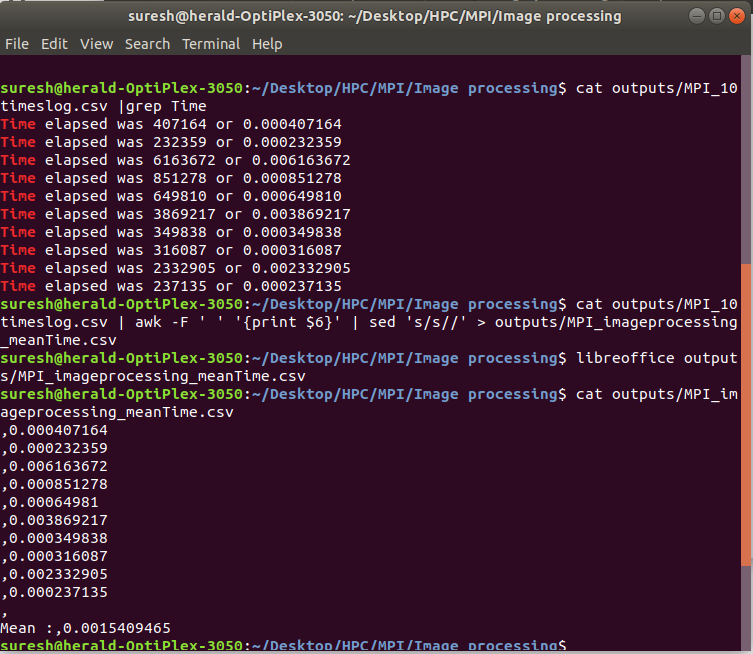 suresh@herald-OptiPlex-3050: ~/Desktop/HPC/MPI/Image processing
File Edit View Search Terminal Help
suresh@herald-OptiPlex-3050:~/Desktop/HPC/MPI/Image processing$ cat outputs/MPI_10
timeslog.csv |grep Time
Time elapsed was 407164 or 0.000407164
Time elapsed was 232359 or 0.000232359
Time elapsed was 6163672 or 0.006163672
Time elapsed was 851278 or 0.000851278
Time elapsed was 649810 or 0.000649810
Time elapsed was 3869217 or 0.003869217
Time elapsed was 349838 or 0.000349838
Time elapsed was 316087 or 0.000316087
Time elapsed was 2332905 or 0.002332905
Time elapsed was 237135 or 0.000237135
suresh@herald-OptiPlex-3050:~/Desktop/HPC/MPI/Image processing$ cat outputs/MPI_10
timeslog.csv | awk -F ' ' '{print $6}' | sed 's/s//' > outputs/MPI_imageprocessing
_meanTime.csv
suresh@herald-OptiPlex-3050:~/Desktop/HPC/MPI/Image processing$ libreoffice output
s/MPI_imageprocessing_meanTime.csv
suresh@herald-OptiPlex-3050:~/Desktop/HPC/MPI/Image processing$ cat outputs/MPI_im
ageprocessing_meanTime.csv
,0.000407164
,0.000232359
,0.006163672
,0.000851278
,0.00064981
,0.003869217
,0.000349838
,0.000316087
,0.002332905
,0.000237135
,
Mean :,0.0015409465
suresh@herald-OptiPlex-3050:~/Desktop/HPC/MPI/Image processing$